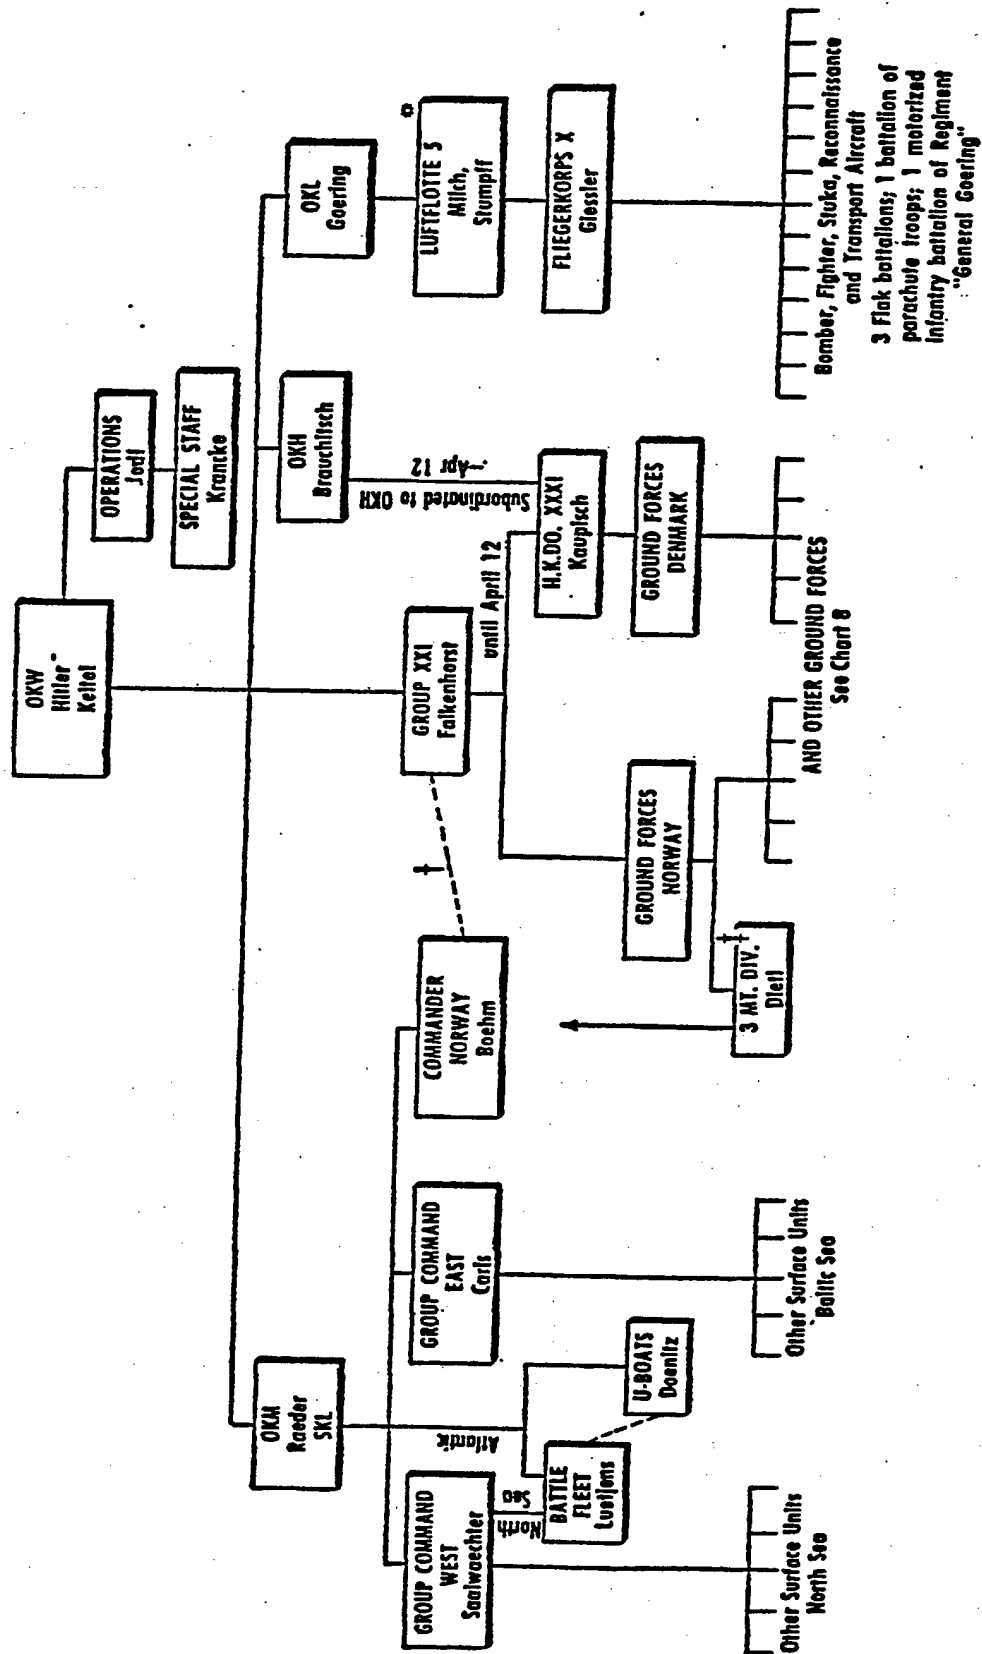 OKW
Hitler
Keitel
OPERATIONS
Jodl
SPECIAL STAFF
Krancke
OKM
Raeder
SKL
OKH
Brauchitsch
OKL
Goering
GROUP COMMAND
WEST
Saalwaechter
GROUP COMMAND
EAST
Carls
COMMANDER
NORWAY
Boehm
GROUP XXI
Falkenhorst
LUFTFLOTTE 5
Milch,
Stumpff
Atlantic
North
Sea
BATTLE
FLEET
Luetjens
U-BOATS
Doenitz
†
until April 12
Subordinated to OKH
—Apr 12
H.K.DO. XXXI
Kaupisch
FLIEGERKORPS X
Giessler
GROUND FORCES
NORWAY
GROUND FORCES
DENMARK
3 MT. DIV.
Dietl
Other Surface Units
North Sea
Other Surface Units
Baltic Sea
AND OTHER GROUND FORCES
See Chart 8
Bomber, Fighter, Stuka, Reconnaissance
and Transport Aircraft
3 Flak battalions; 1 battalion of
parachute troops; 1 motorized
infantry battalion of Regiment
"General Goering"